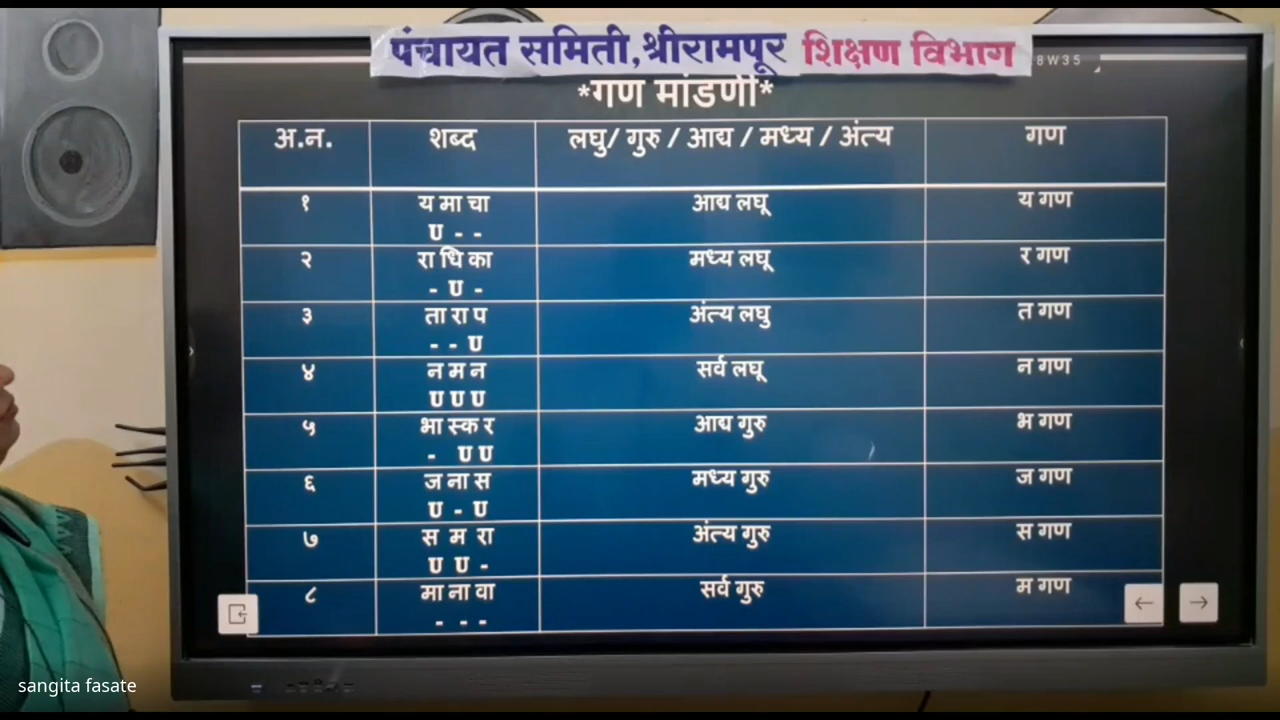 पंचायत समिती,श्रीरामपूर शिक्षण विभाग
8W35
*गण मांडणी*
अ.न. शब्द लघु/ गुरु / आद्य / मध्य / अंत्य गण
१ य मा चा आद्य लघू य गण
U - -
२ रा धि का मध्य लघू र गण
- U -
३ ता रा प अंत्य लघु त गण
- - U
४ न म न सर्व लघू न गण
U U U
५ भा स्क र आद्य गुरु भ गण
- U U
६ ज ना स मध्य गुरु ज गण
U - U
७ स म रा अंत्य गुरु स गण
U U -
८ मा ना वा सर्व गुरु म गण
- - -
sangita fasate